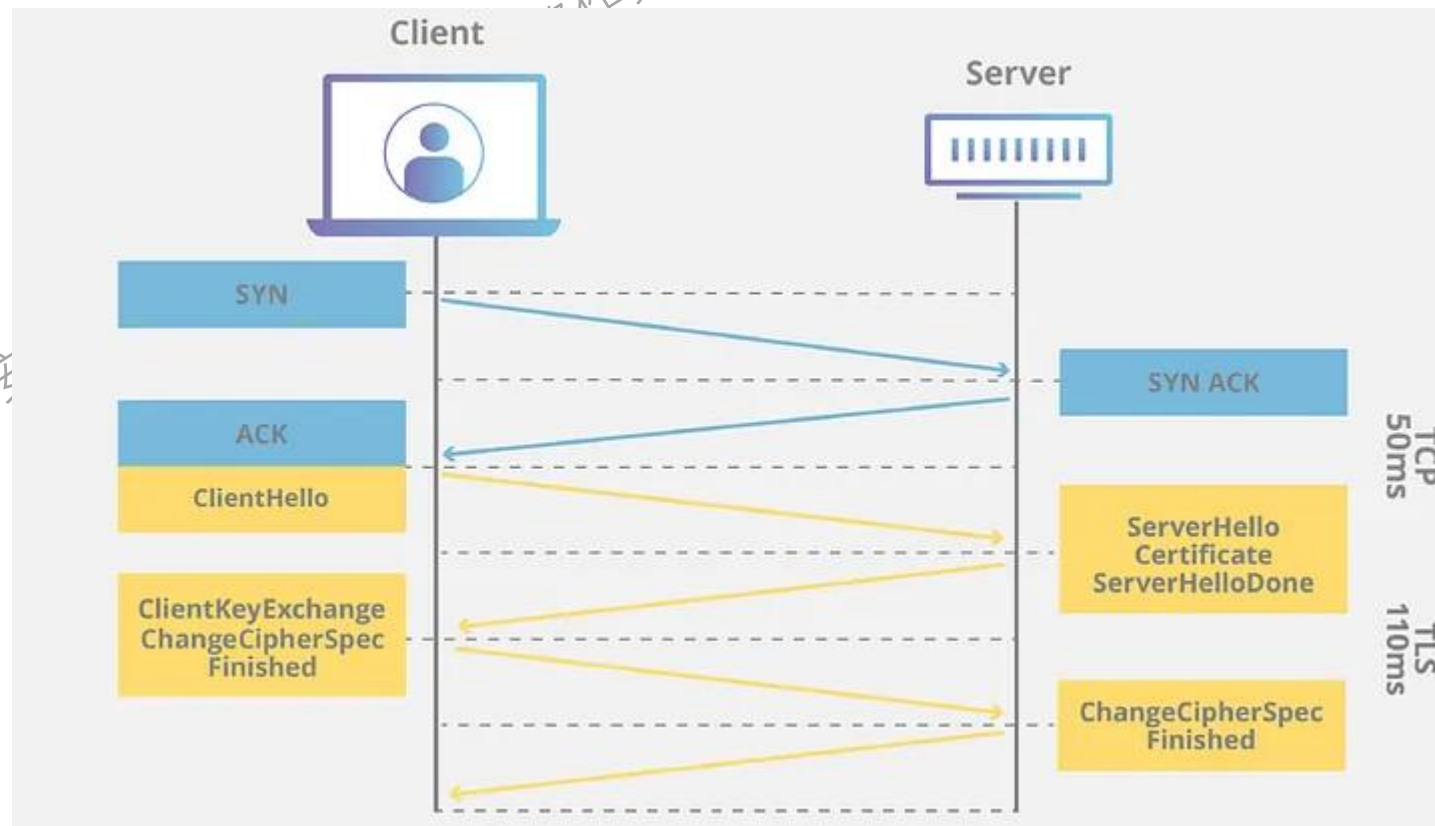 Client
Server
SYN
SYN ACK
ACK
ClientHello
TCP
50ms
ServerHello
Certificate
ServerHelloDone
ClientKeyExchange
ChangeCipherSpec
Finished
TLS
110ms
ChangeCipherSpec
Finished